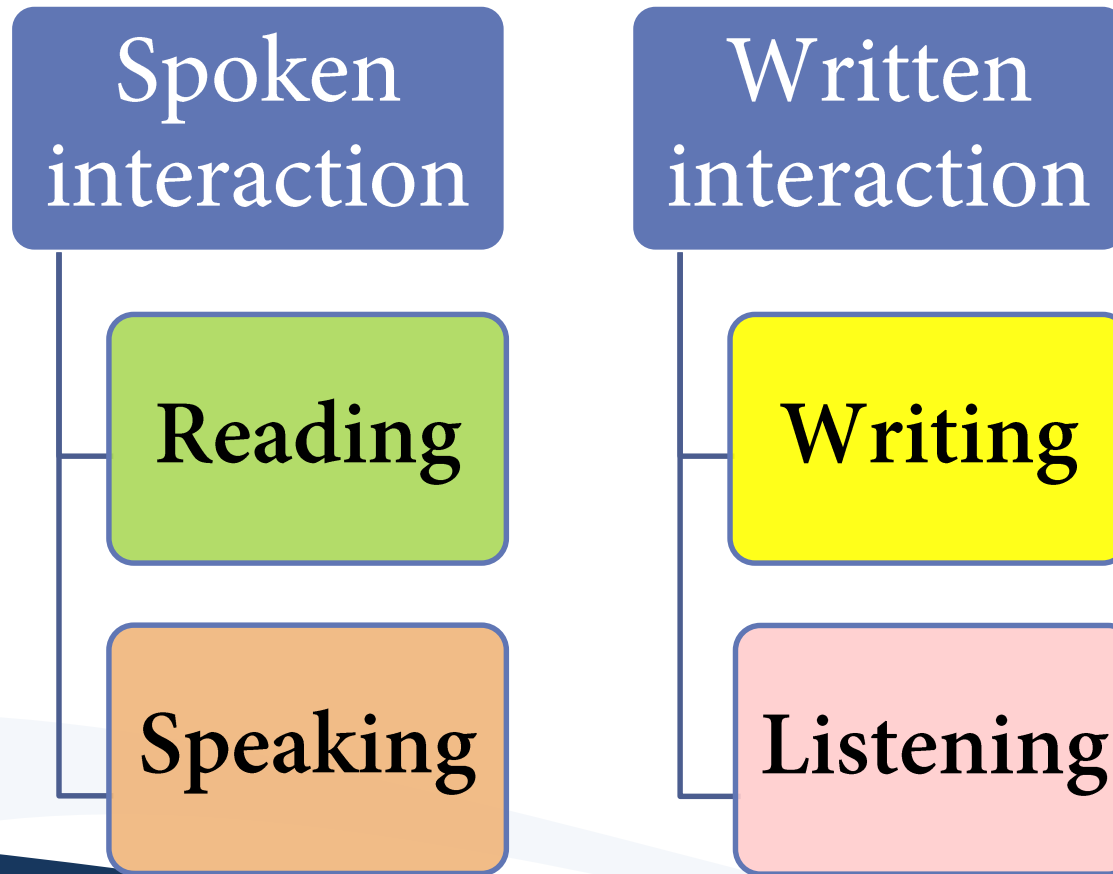 Spoken
interaction
Reading
Speaking
Written
interaction
Writing
Listening